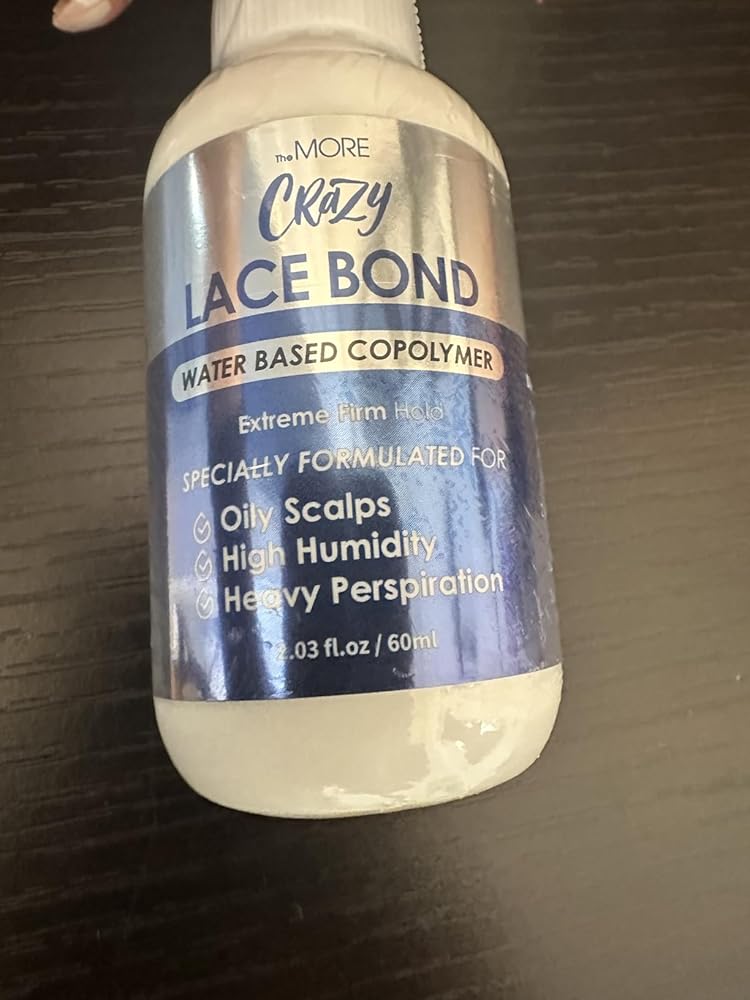 The MORE
CRaZy
LACE BOND
WATER BASED COPOLYMER
Extreme Firm Hold
SPECIALLY FORMULATED FOR
Oily Scalps
High Humidity
Heavy Perspiration
2.03 fl.oz / 60ml